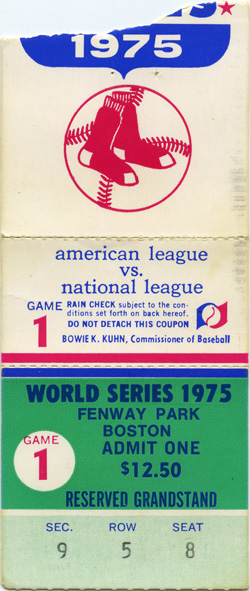 1975
american league
vs.
national league
GAME
1
RAIN CHECK subject to the con-
ditions set forth on back hereof.
DO NOT DETACH THIS COUPON
BOWIE K. KUHN, Commissioner of Baseball
WORLD SERIES 1975
FENWAY PARK
BOSTON
ADMIT ONE
$12.50
GAME
1
RESERVED GRANDSTAND
SEC. ROW SEAT
9 5 8